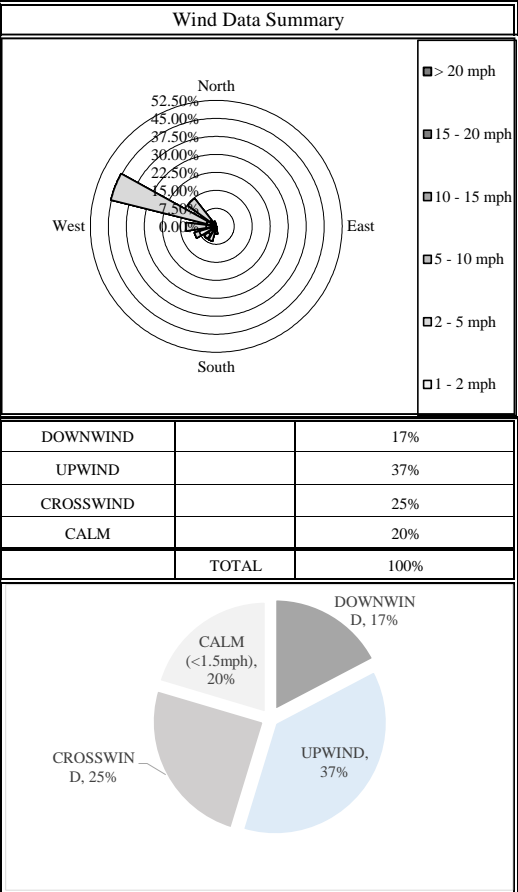 Wind Data Summary
North
52.50%
45.00%
37.50%
30.00%
22.50%
15.00%
7.50%
0.00%
West
East
South
> 20 mph
15 - 20 mph
10 - 15 mph
5 - 10 mph
2 - 5 mph
1 - 2 mph
DOWNWIND 17%
UPWIND 37%
CROSSWIND 25%
CALM 20%
TOTAL 100%
DOWNWIN
D, 17%
CALM
(<1.5mph),
20%
UPWIND,
37%
CROSSWIN
D, 25%